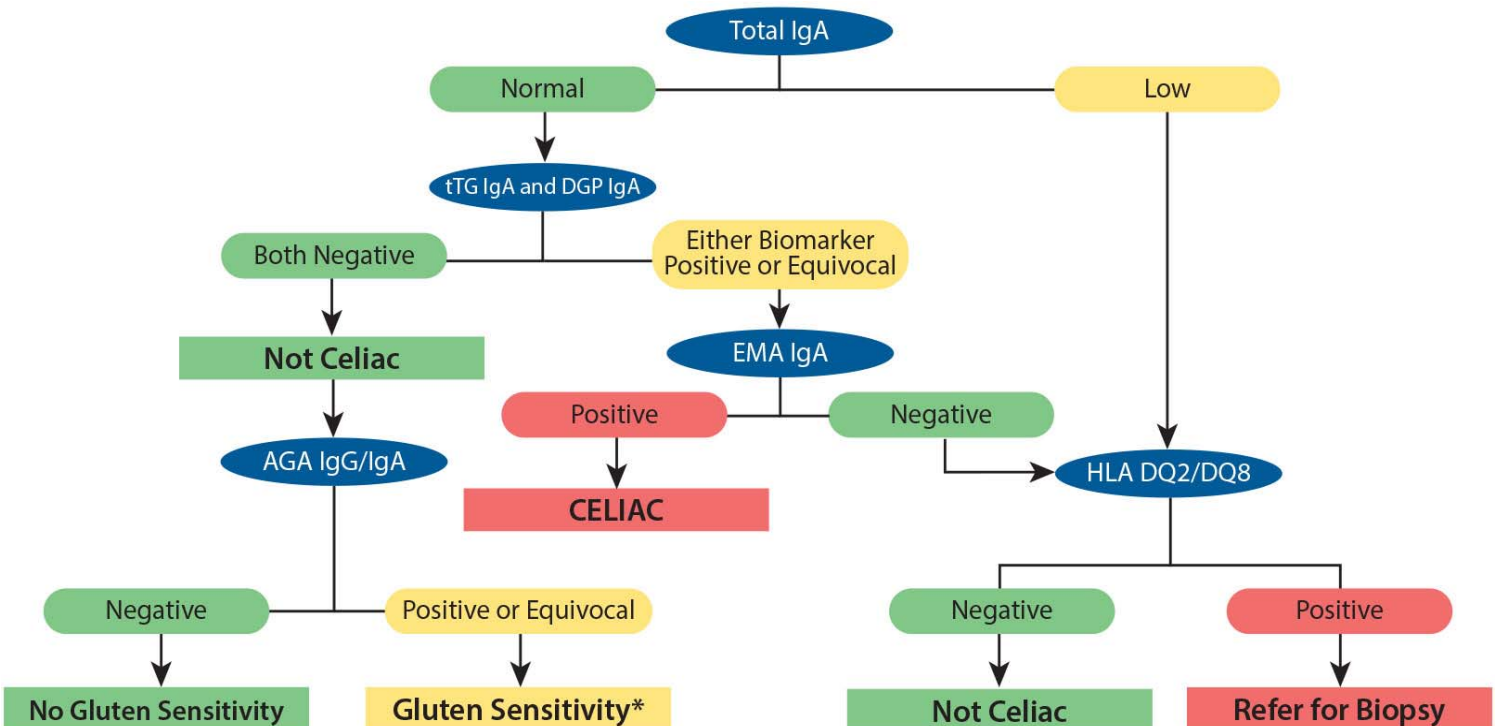 Total IgA
Normal
Low
tTG IgA and DGP IgA
Both Negative
Either Biomarker
Positive or Equivocal
Not Celiac
EMA IgA
Positive
Negative
AGA IgG/IgA
HLA DQ2/DQ8
CELIAC
Negative
Positive or Equivocal
Negative
Positive
No Gluten Sensitivity
Gluten Sensitivity*
Not Celiac
Refer for Biopsy